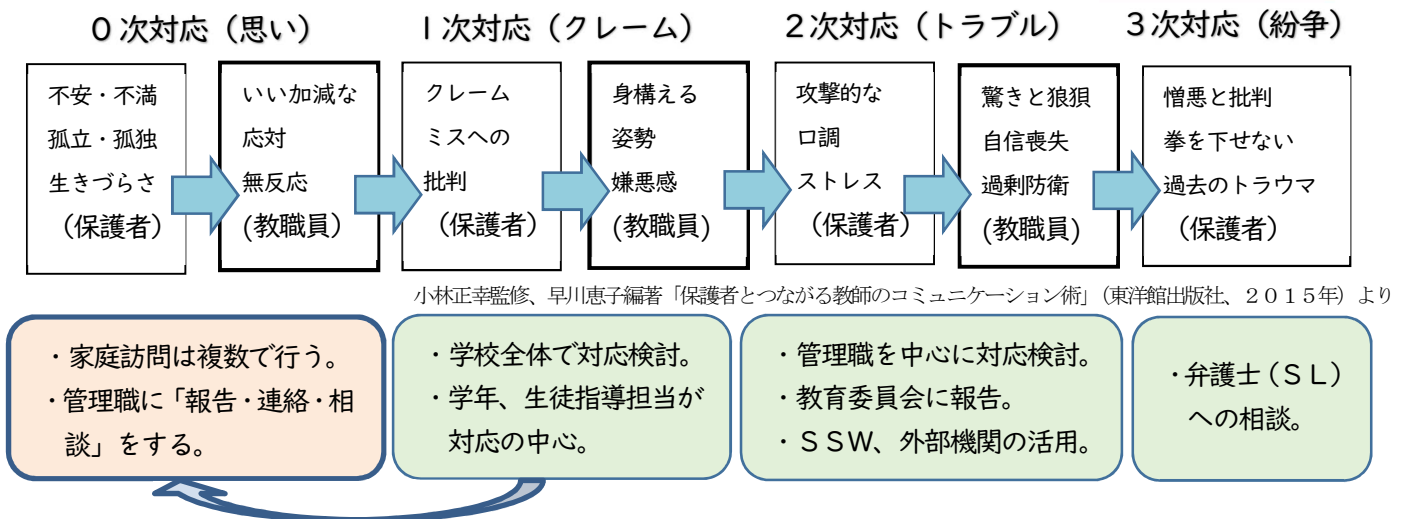 ０次対応（思い）
１次対応（クレーム）
２次対応（トラブル）
３次対応（紛争）
不安・不満
孤立・孤独
生きづらさ
（保護者）
いい加減な
応対
無反応
(教職員）
クレーム
ミスへの
批判
（保護者）
身構える
姿勢
嫌悪感
(教職員)
攻撃的な
口調
ストレス
（保護者）
驚きと狼狽
自信喪失
過剰防衛
(教職員)
憎悪と批判
拳を下せない
過去のトラウマ
（保護者）
小林正幸監修、早川恵子編著「保護者とつながる教師のコミュニケーション術」（東洋館出版社、２０１５年）より
・家庭訪問は複数で行う。
・管理職に「報告・連絡・相
談」をする。
・学校全体で対応検討。
・学年、生徒指導担当が
対応の中心。
・管理職を中心に対応検討。
・教育委員会に報告。
・ＳＳＷ、外部機関の活用。
・弁護士（ＳＬ）
への相談。